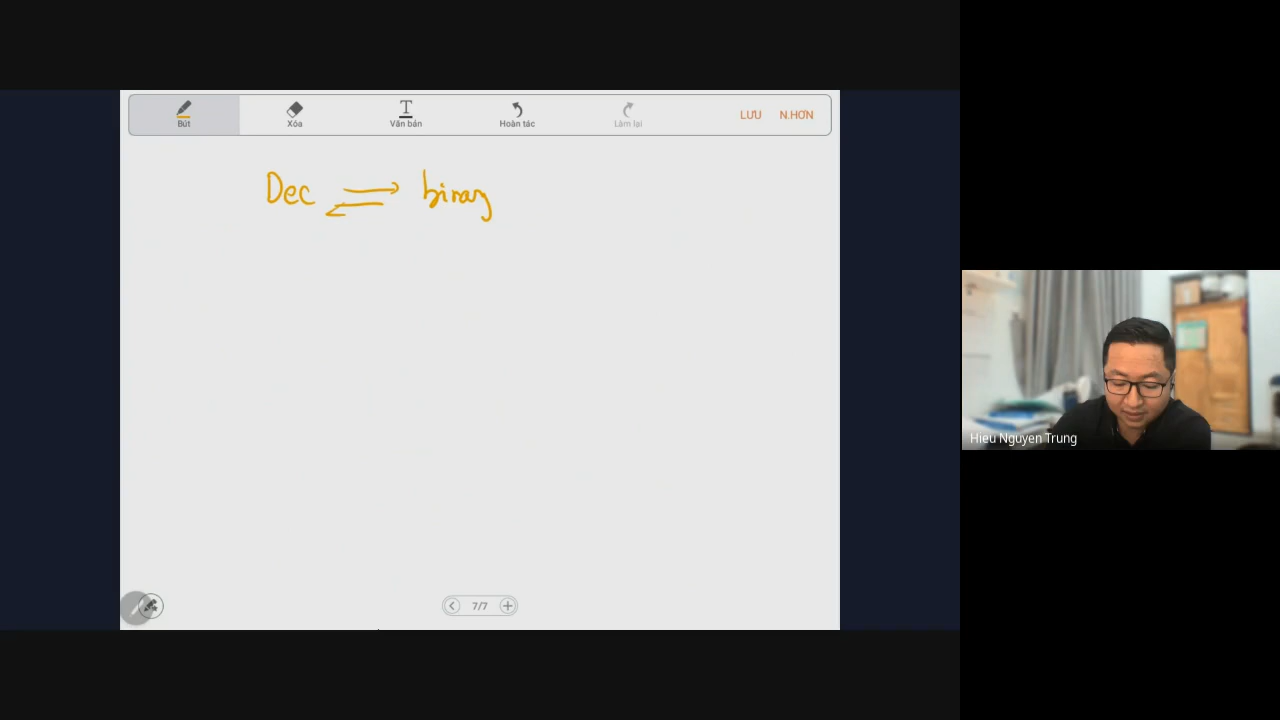 Bút Xóa Văn bản Hoàn tác Làm lại LƯU N.HƠN
Dec ⇌ binary
Hieu Nguyen Trung
7/7